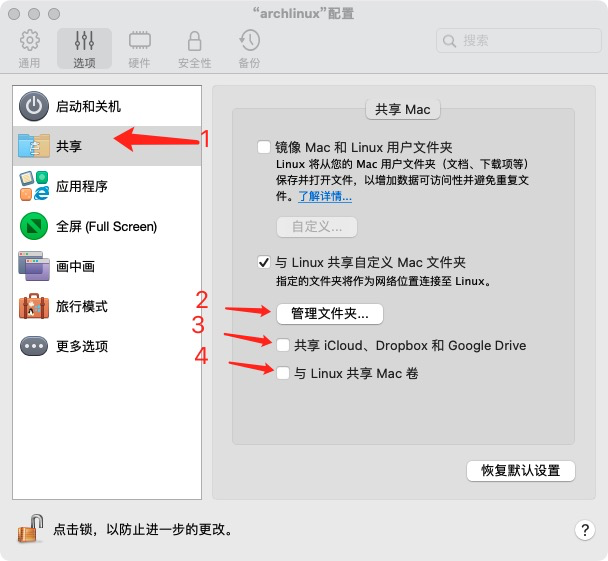 “archlinux”配置
通用
选项
硬件
安全性
备份
搜索
启动和关机
共享
1
应用程序
全屏 (Full Screen)
画中画
旅行模式
更多选项
共享 Mac
镜像 Mac 和 Linux 用户文件夹
Linux 将从您的 Mac 用户文件夹（文档、下载项等）
保存并打开文件，以增加数据可访问性并避免重复文
件。了解详情...
自定义...
与 Linux 共享自定义 Mac 文件夹
指定的文件夹将作为网络位置连接至 Linux。
2
管理文件夹...
3
共享 iCloud、Dropbox 和 Google Drive
4
与 Linux 共享 Mac 卷
恢复默认设置
点击锁，以防止进一步的更改。
?